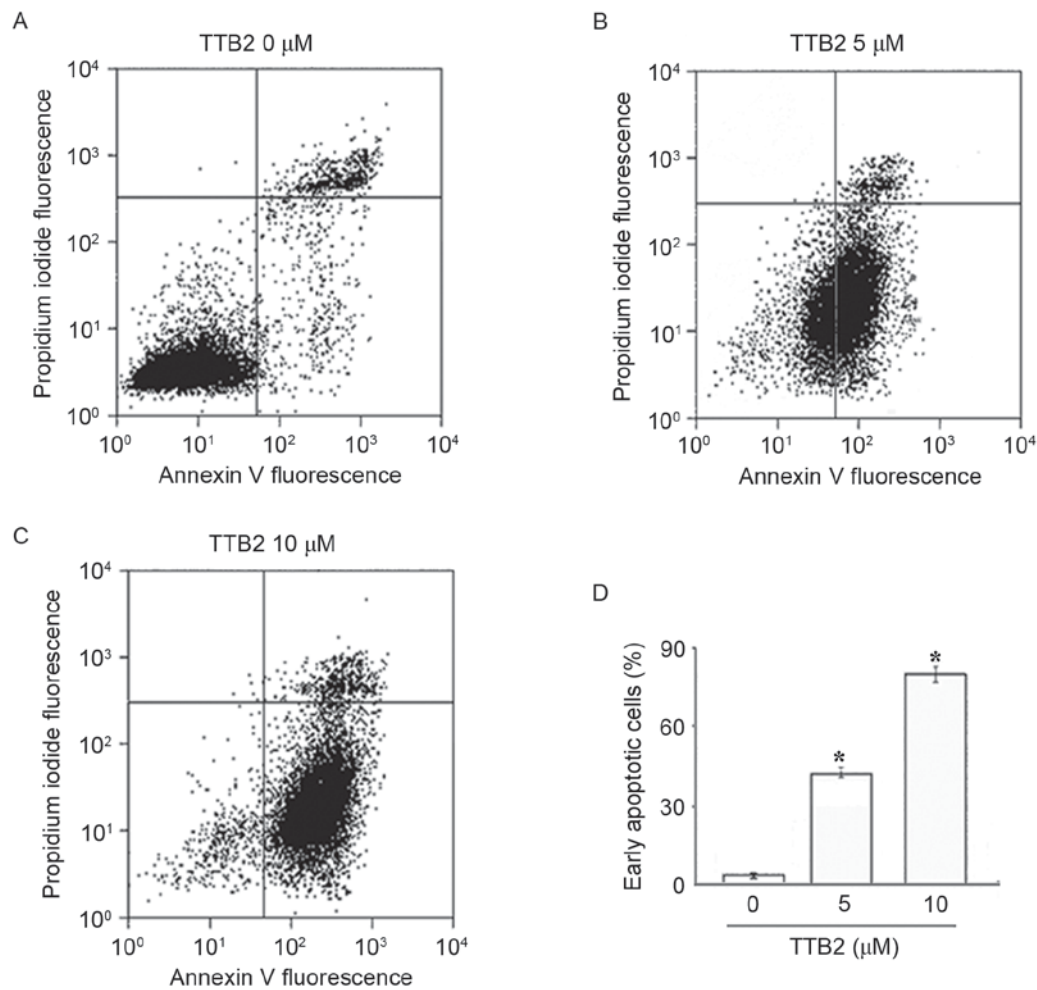 A
TTB2 0 μM
Propidium iodide fluorescence
10⁴
10³
10²
10¹
10⁰
10⁰ 10¹ 10² 10³ 10⁴
Annexin V fluorescence
B
TTB2 5 μM
Propidium iodide fluorescence
10⁴
10³
10²
10¹
10⁰
10⁰ 10¹ 10² 10³ 10⁴
Annexin V fluorescence
C
TTB2 10 μM
Propidium iodide fluorescence
10⁴
10³
10²
10¹
10⁰
10⁰ 10¹ 10² 10³ 10⁴
Annexin V fluorescence
D
Early apoptotic cells (%)
90
60
30
0
* *
0 5 10
TTB2 (μM)